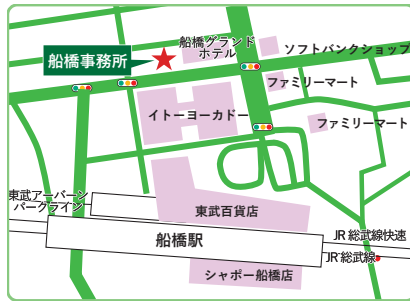 船橋グランド
ホテル
ソフトバンクショップ
船橋事務所
ファミリーマート
イトーヨーカドー
ファミリーマート
東武アーバーン
パークライン
東武百貨店
船橋駅
JR 総武線快速
JR 総武線
シャポー船橋店